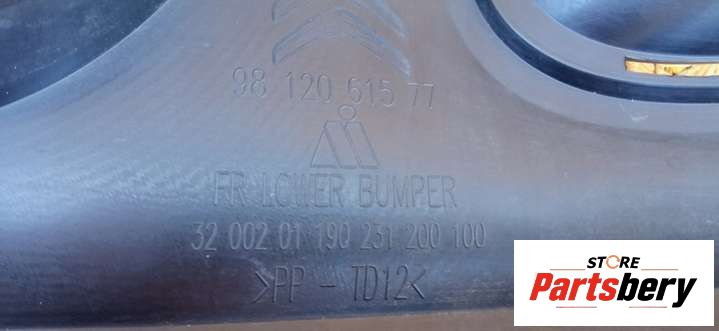 98 120 615 77
FR LOWER BUMPER
32 002 01 190 231 200 100
>PP - TD12<
STORE
Partsbery